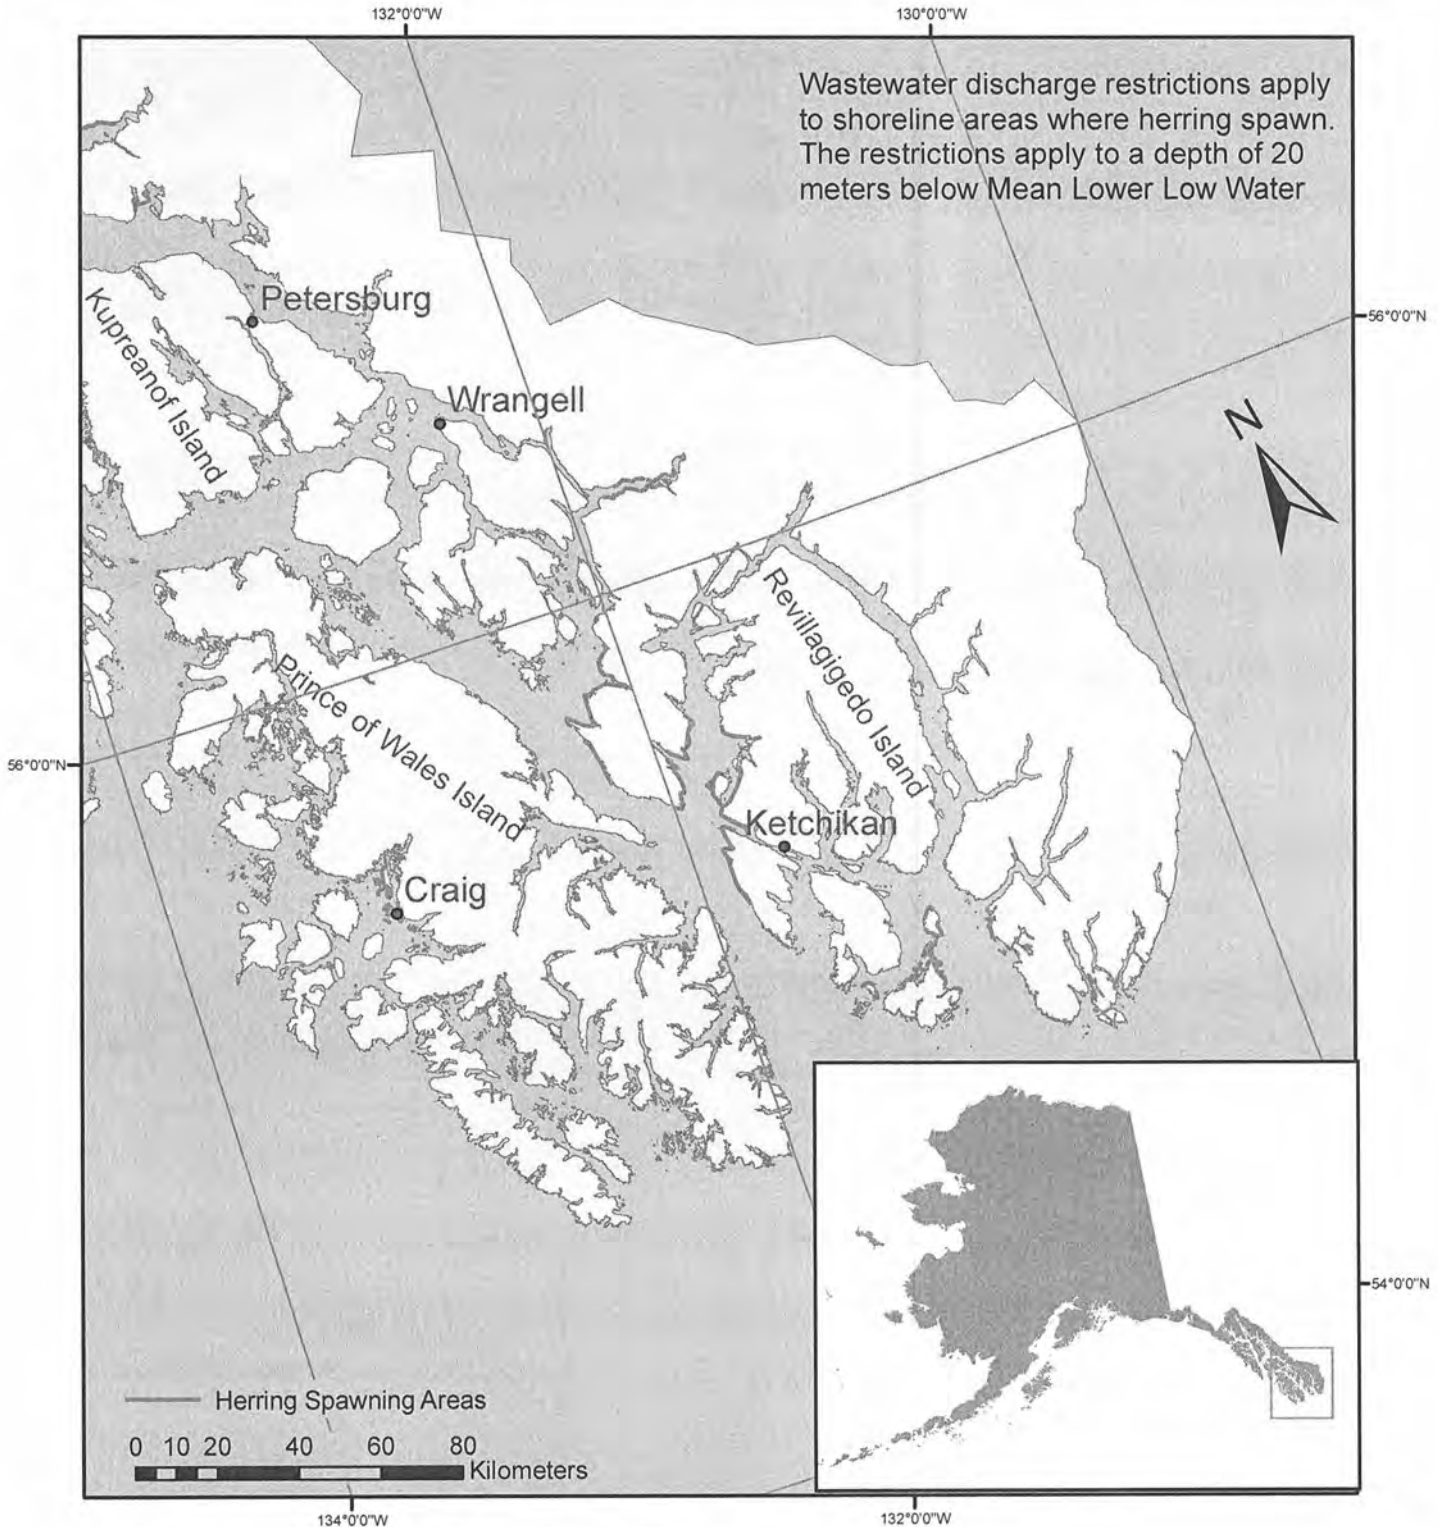 132°0'0"W
130°0'0"W
Wastewater discharge restrictions apply
to shoreline areas where herring spawn.
The restrictions apply to a depth of 20
meters below Mean Lower Low Water
Petersburg
Kupreanof Island
56°0'0"N
Wrangell
N
Revillagigedo Island
Prince of Wales Island
56°0'0"N
Ketchikan
Craig
54°0'0"N
Herring Spawning Areas
0 10 20 40 60 80
Kilometers
134°0'0"W
132°0'0"W